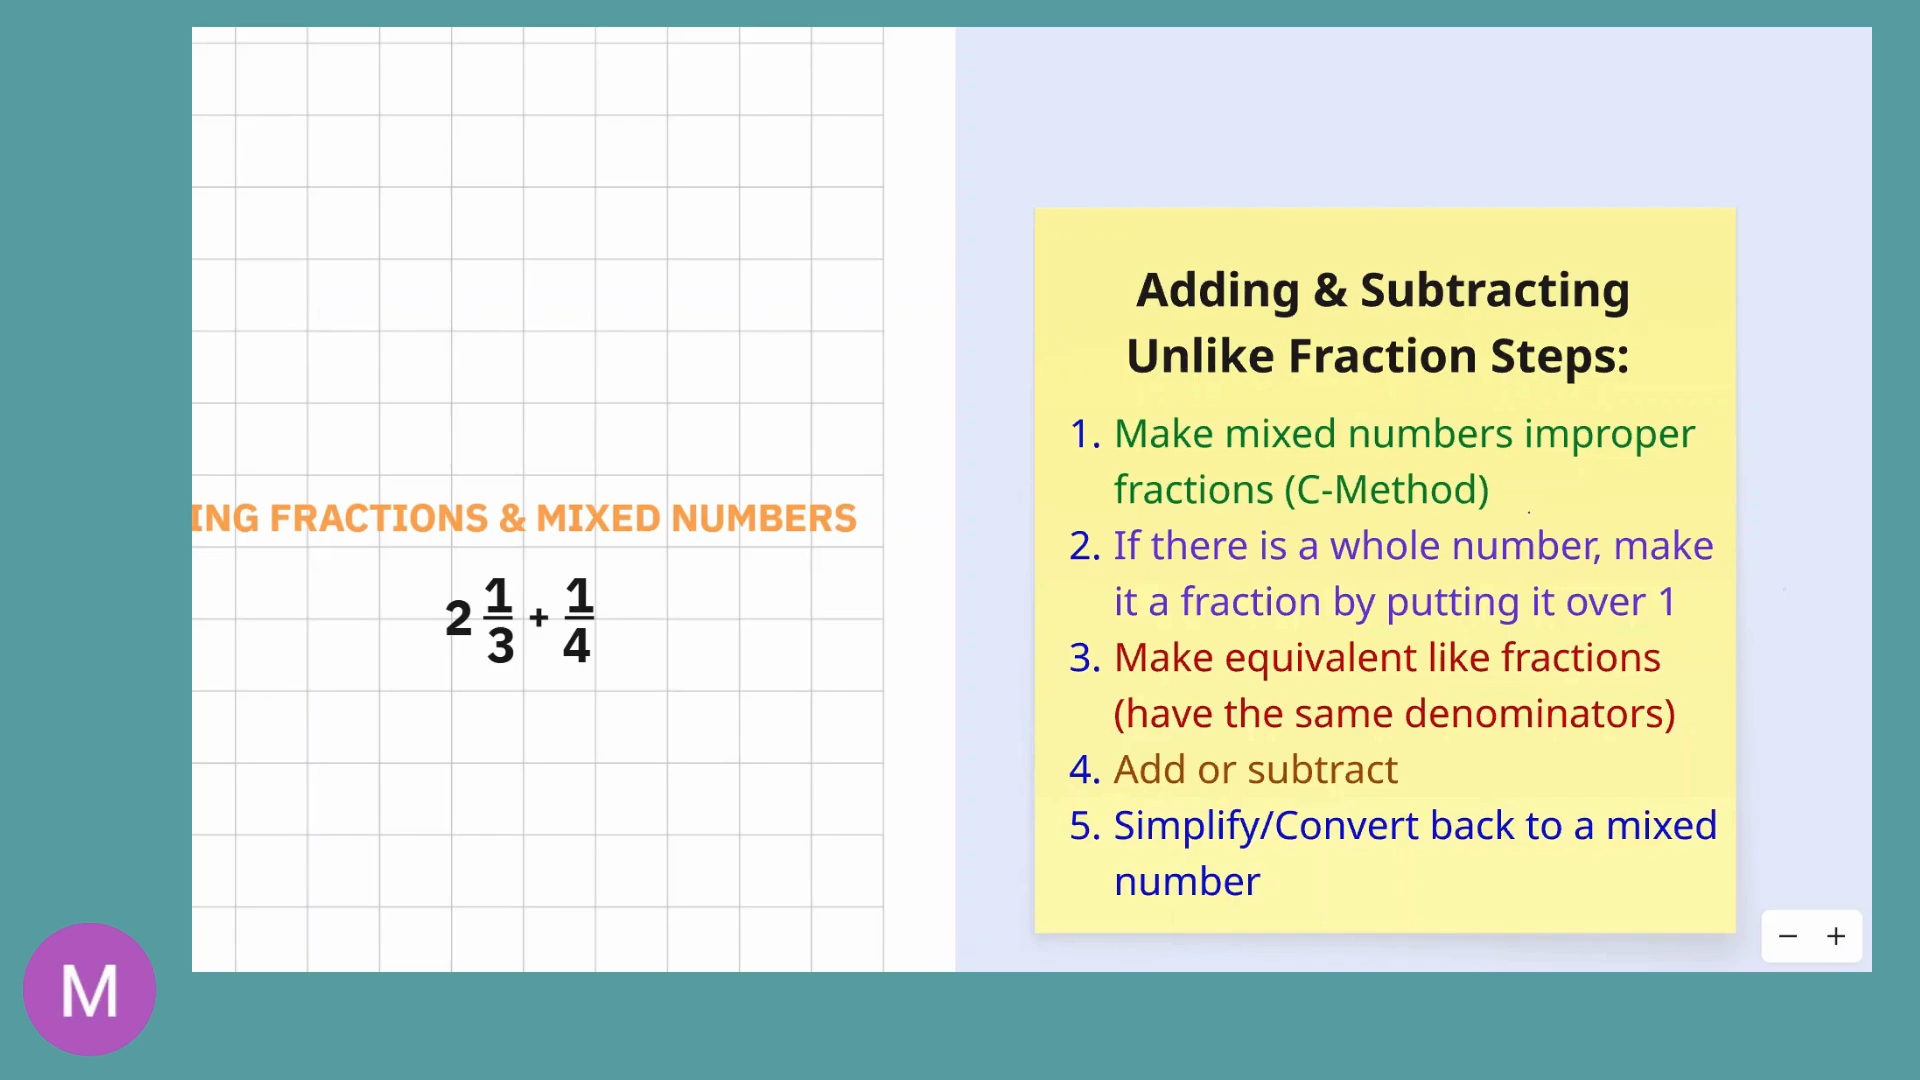 ING FRACTIONS & MIXED NUMBERS
2 1/3 + 1/4
Adding & Subtracting
Unlike Fraction Steps:
1. Make mixed numbers improper
fractions (C-Method)
2. If there is a whole number, make
it a fraction by putting it over 1
3. Make equivalent like fractions
(have the same denominators)
4. Add or subtract
5. Simplify/Convert back to a mixed
number
− +
M